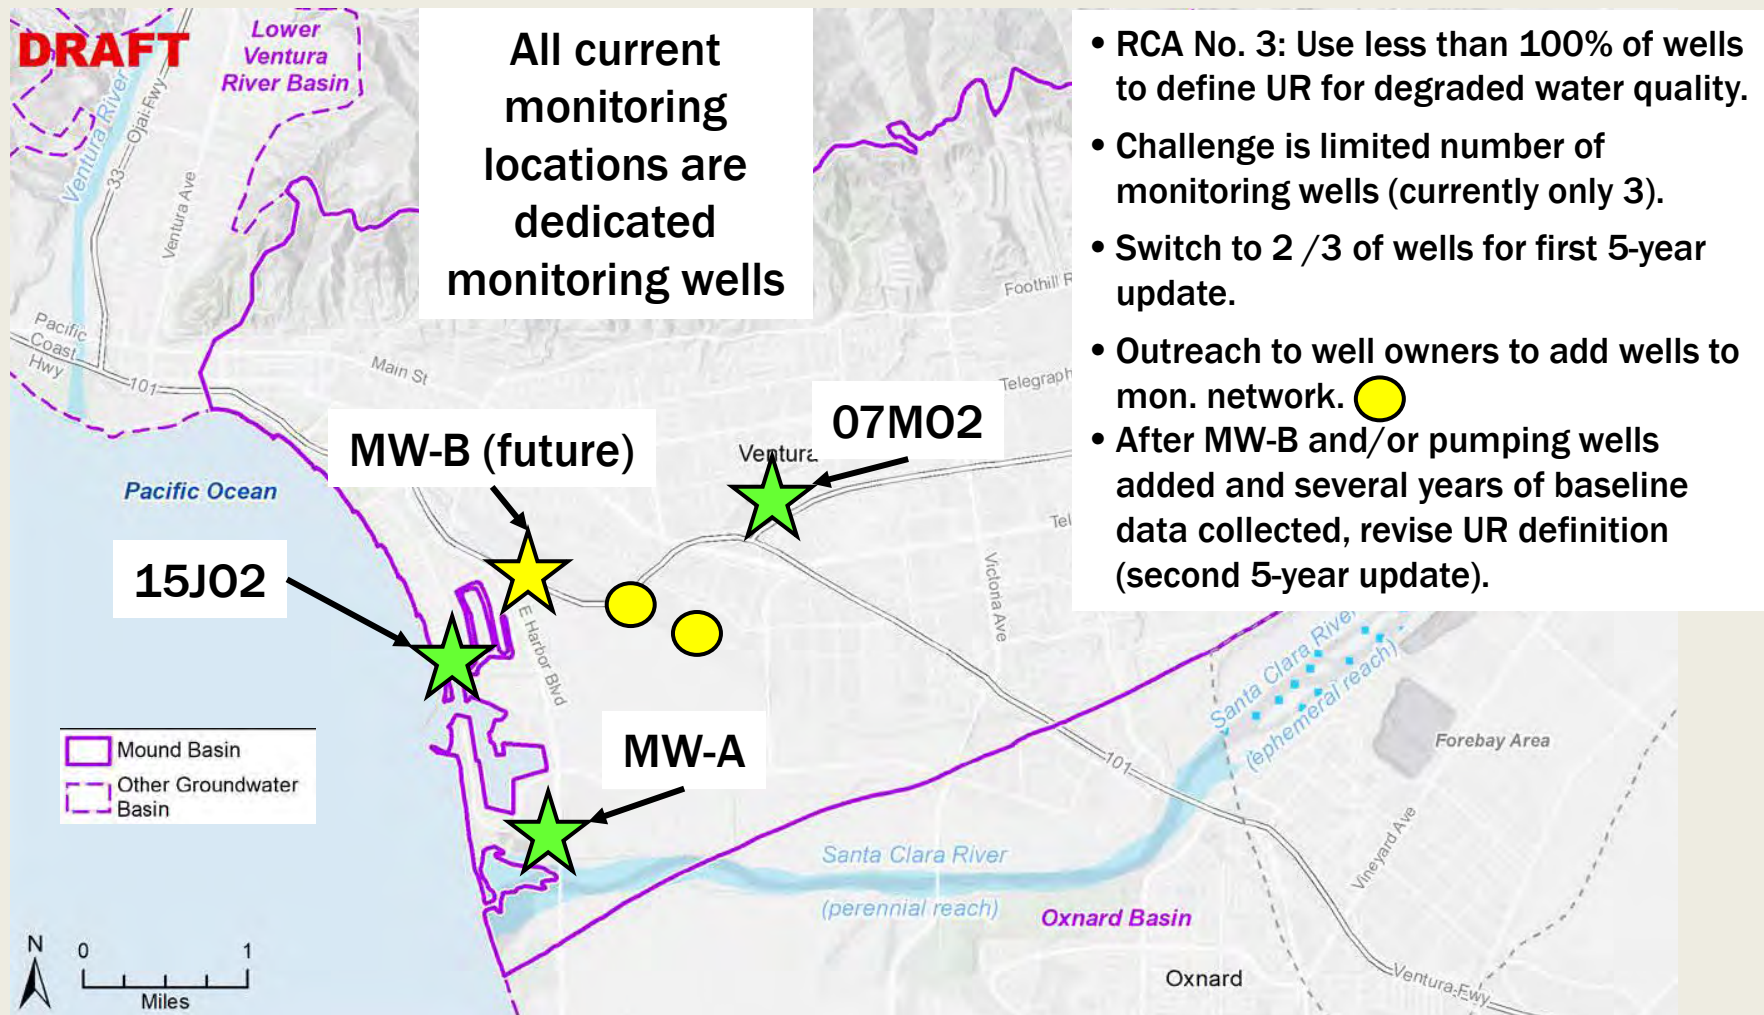 DRAFT
Lower
Ventura
River Basin
Ventura River
33
Ojai-Fwy
Ventura Ave
All current
monitoring
locations are
dedicated
monitoring wells
• RCA No. 3: Use less than 100% of wells
to define UR for degraded water quality.
• Challenge is limited number of
monitoring wells (currently only 3).
• Switch to 2 /3 of wells for first 5-year
update.
• Outreach to well owners to add wells to
mon. network.
• After MW-B and/or pumping wells
added and several years of baseline
data collected, revise UR definition
(second 5-year update).
Foothill R
Pacific
Coast
Hwy
101
Main St
Telegraph
07M02
MW-B (future)
Ventura
Pacific Ocean
Tel
15J02
Victoria Ave
E Harbor Blvd
Santa Clara River
(ephemeral reach)
Mound Basin
Other Groundwater
Basin
MW-A
101
Forebay Area
Vineyard Ave
Santa Clara River
(perennial reach)
Oxnard Basin
N
0 1
Miles
Oxnard
Ventura-Fwy